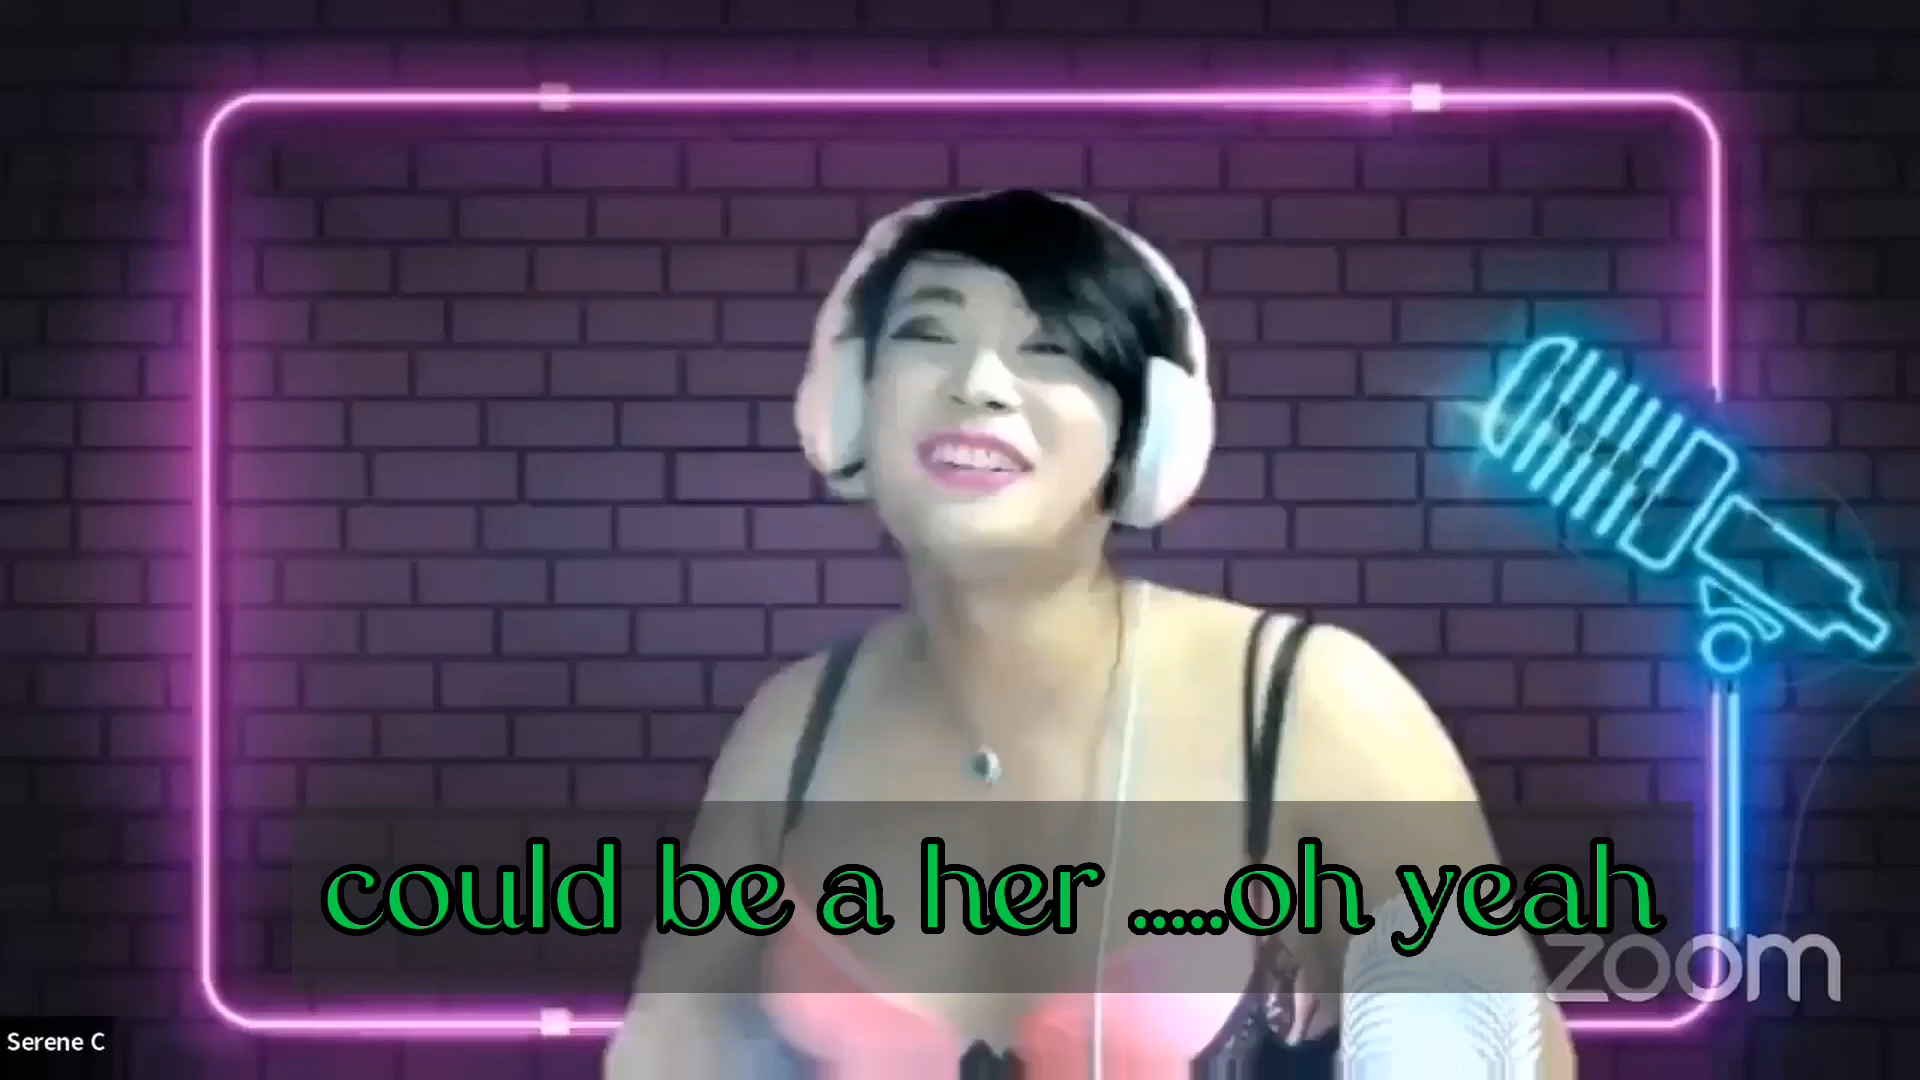 could be a her .....oh yeah
zoom
Serene C